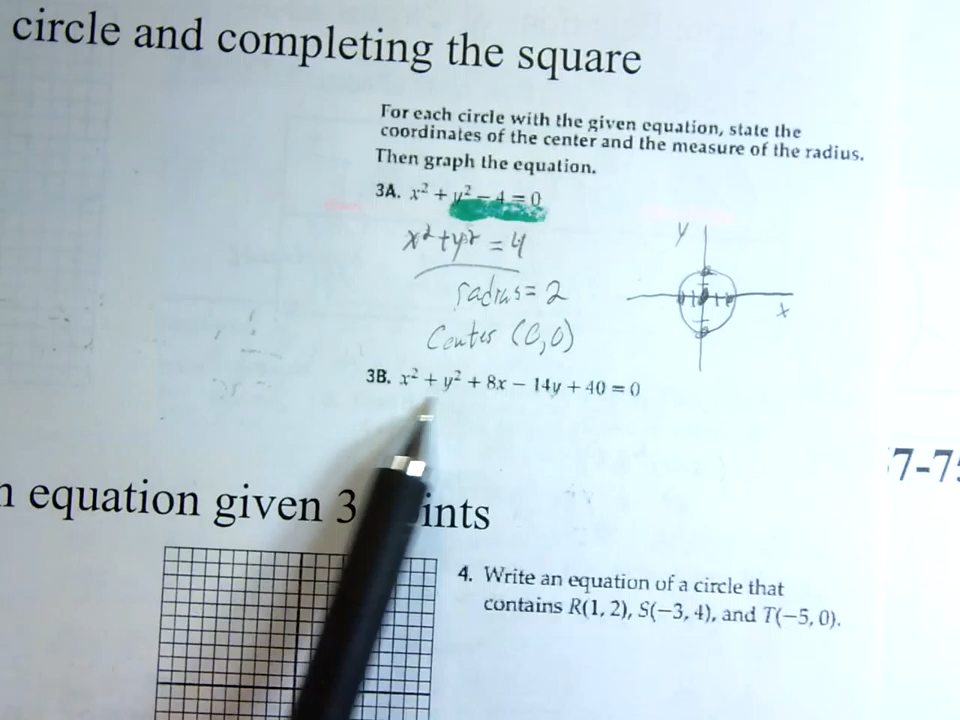 circle and completing the square
For each circle with the given equation, state the
coordinates of the center and the measure of the radius.
Then graph the equation.
3A. x² + y² − 4 = 0
x² + y² = 4
radius = 2
Center (0,0)
y
x
3B. x² + y² + 8x − 14y + 40 = 0
7-7
n equation given 3 ints
4. Write an equation of a circle that
contains R(1, 2), S(−3, 4), and T(−5, 0).